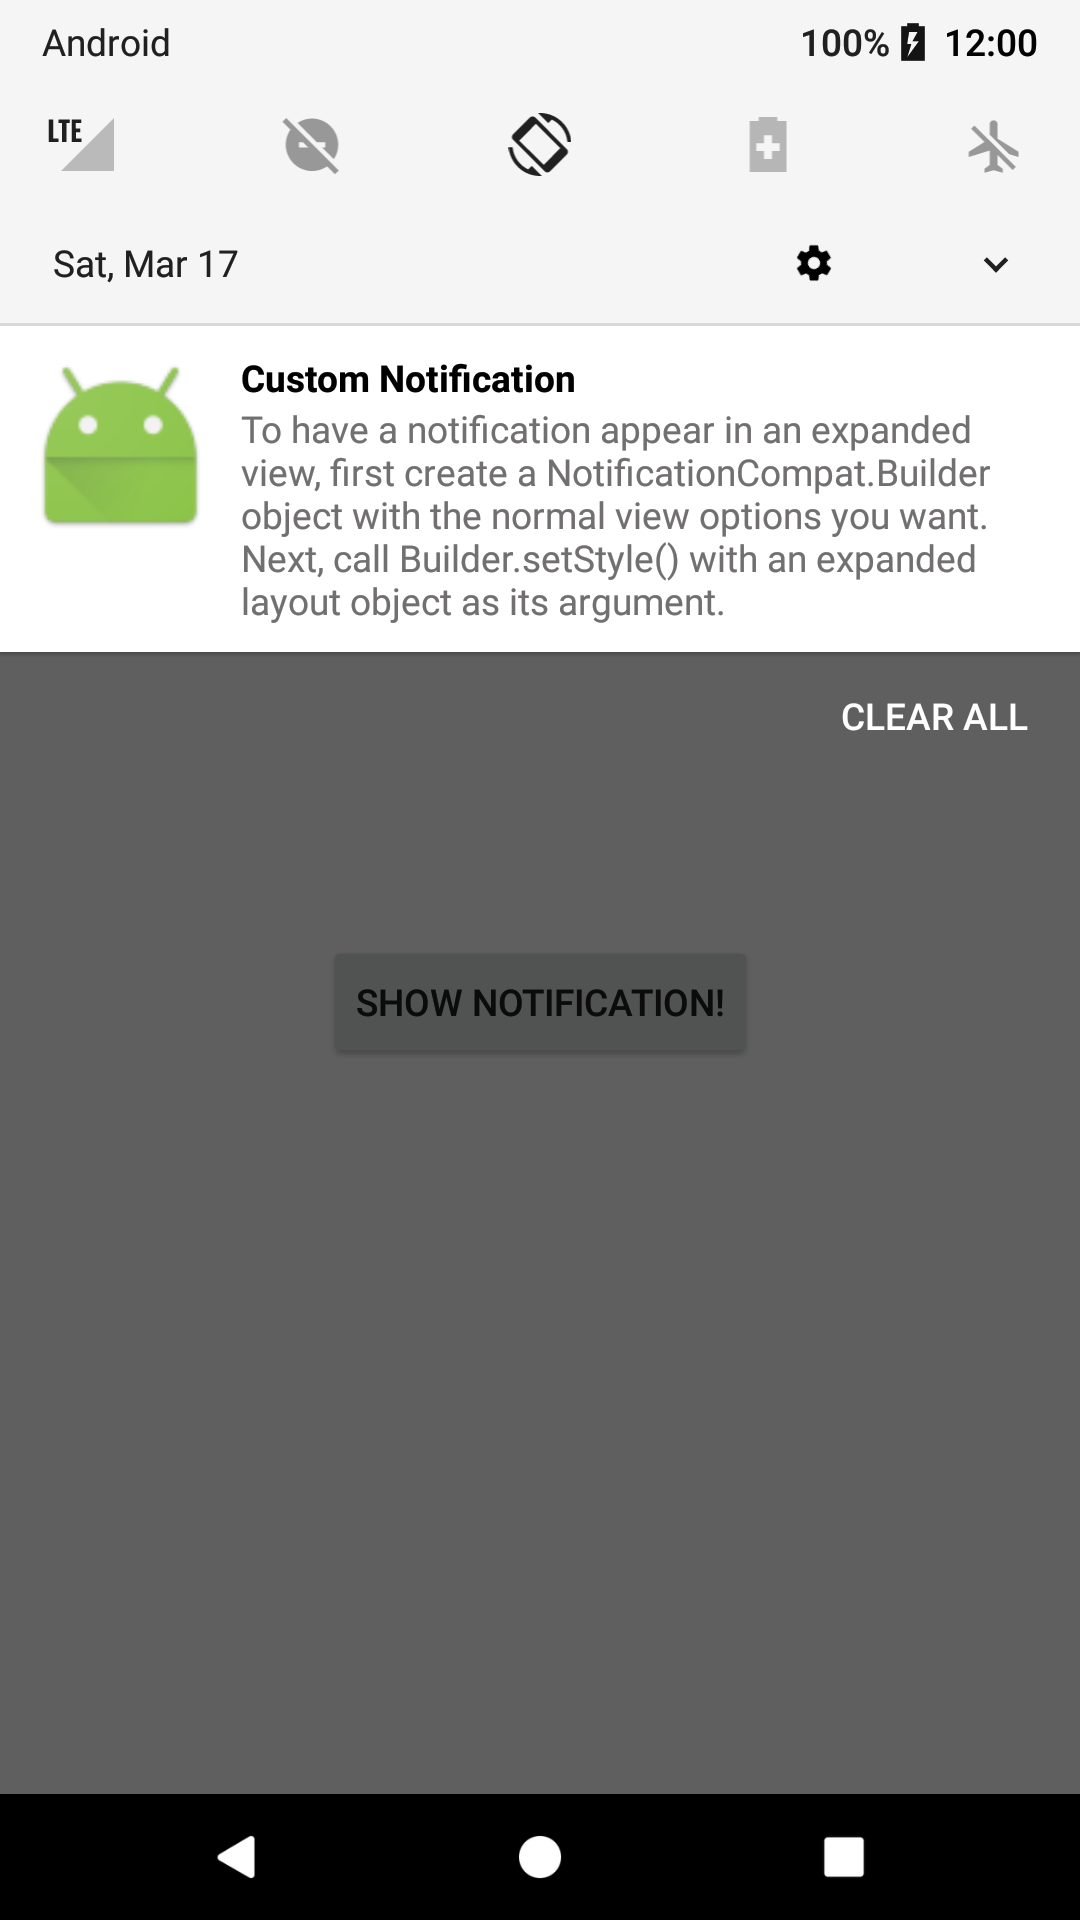 Android 100% 12:00
LTE
Sat, Mar 17
Custom Notification
To have a notification appear in an expanded
view, first create a NotificationCompat.Builder
object with the normal view options you want.
Next, call Builder.setStyle() with an expanded
layout object as its argument.
CLEAR ALL
SHOW NOTIFICATION!